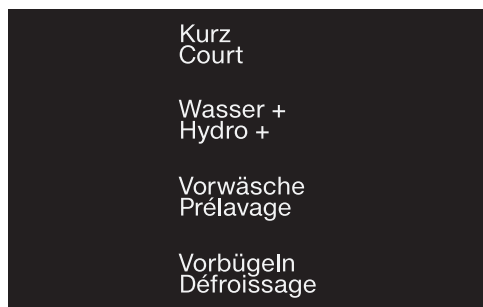 Kurz
Court
Wasser +
Hydro +
Vorwäsche
Prélavage
Vorbügeln
Défroissage